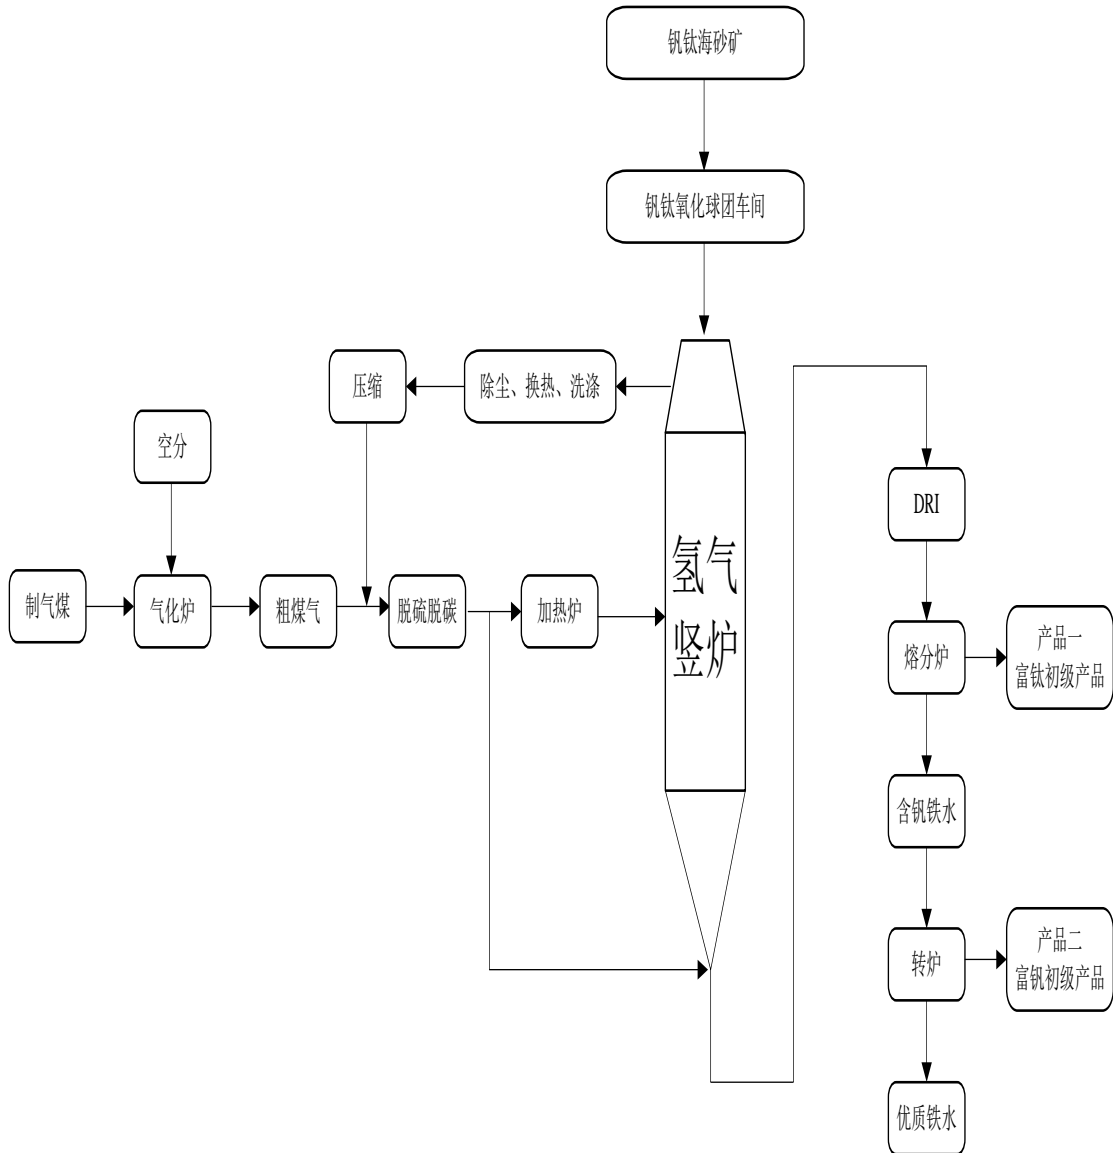 钒钛海砂矿
钒钛氧化球团车间
压缩
除尘、换热、洗涤
空分
DRI
氢气
竖炉
制气煤
气化炉
粗煤气
脱硫脱碳
加热炉
熔分炉
产品一
富钛初级产品
含钒铁水
转炉
产品二
富钒初级产品
优质铁水